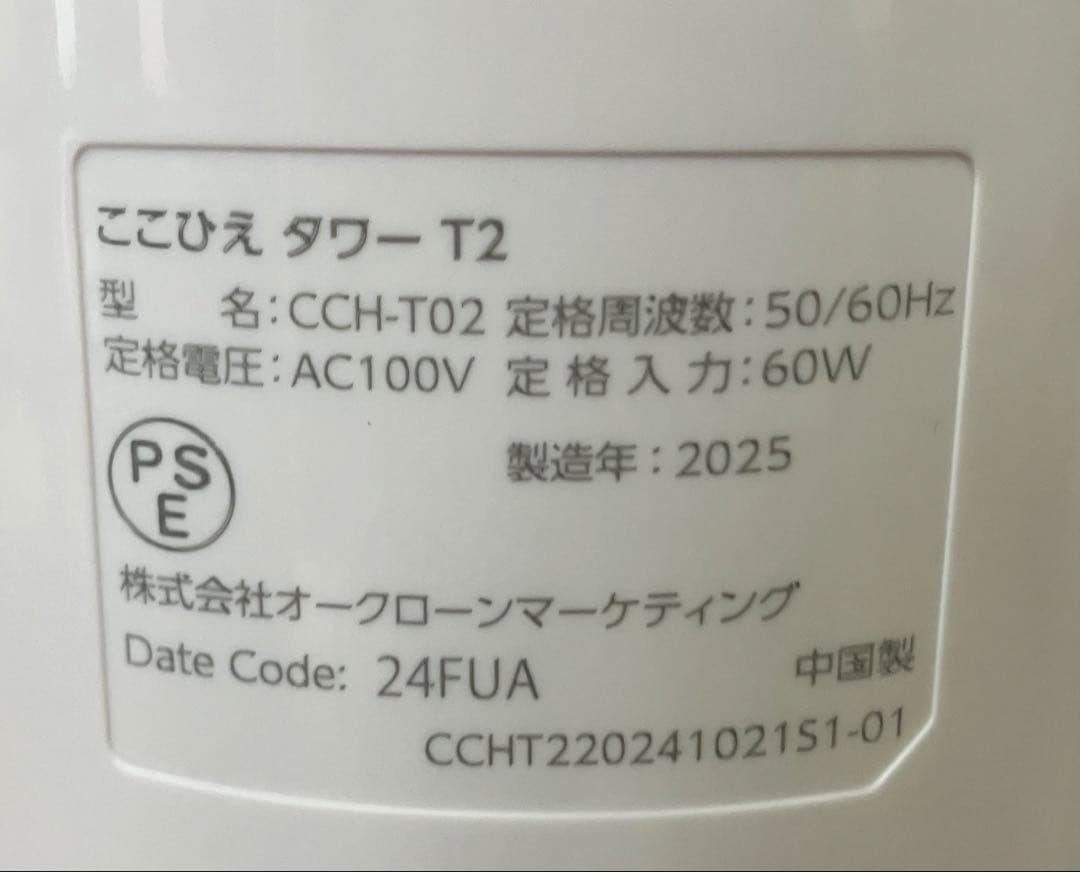 ここひえ タワー T2
型　　名:CCH-T02 定格周波数:50/60Hz
定格電圧:AC100V 定 格 入 力:60W
PSE
製造年:2025
株式会社オークローンマーケティング
Date Code: 24FUA
中国製
CCHT220241021S1-01